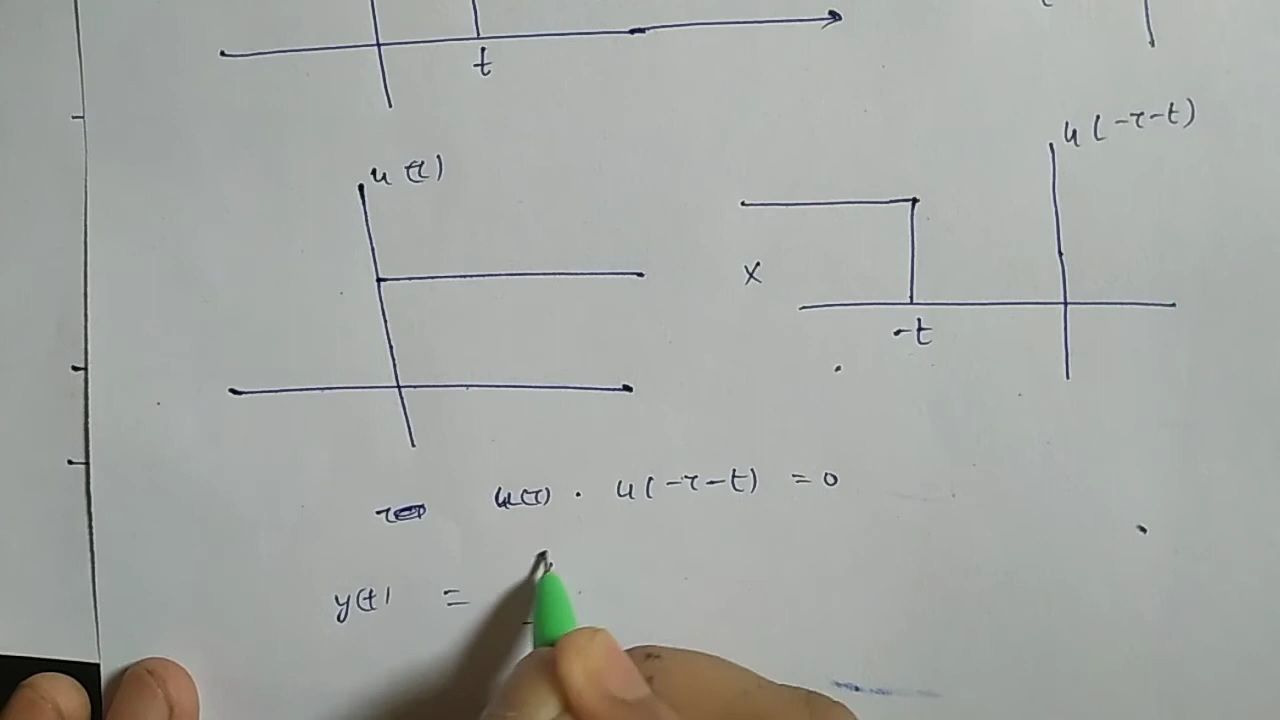 t
u(τ)
u(-τ-t)
x
-t
u(τ) . u(-τ-t) = 0
y(t) =